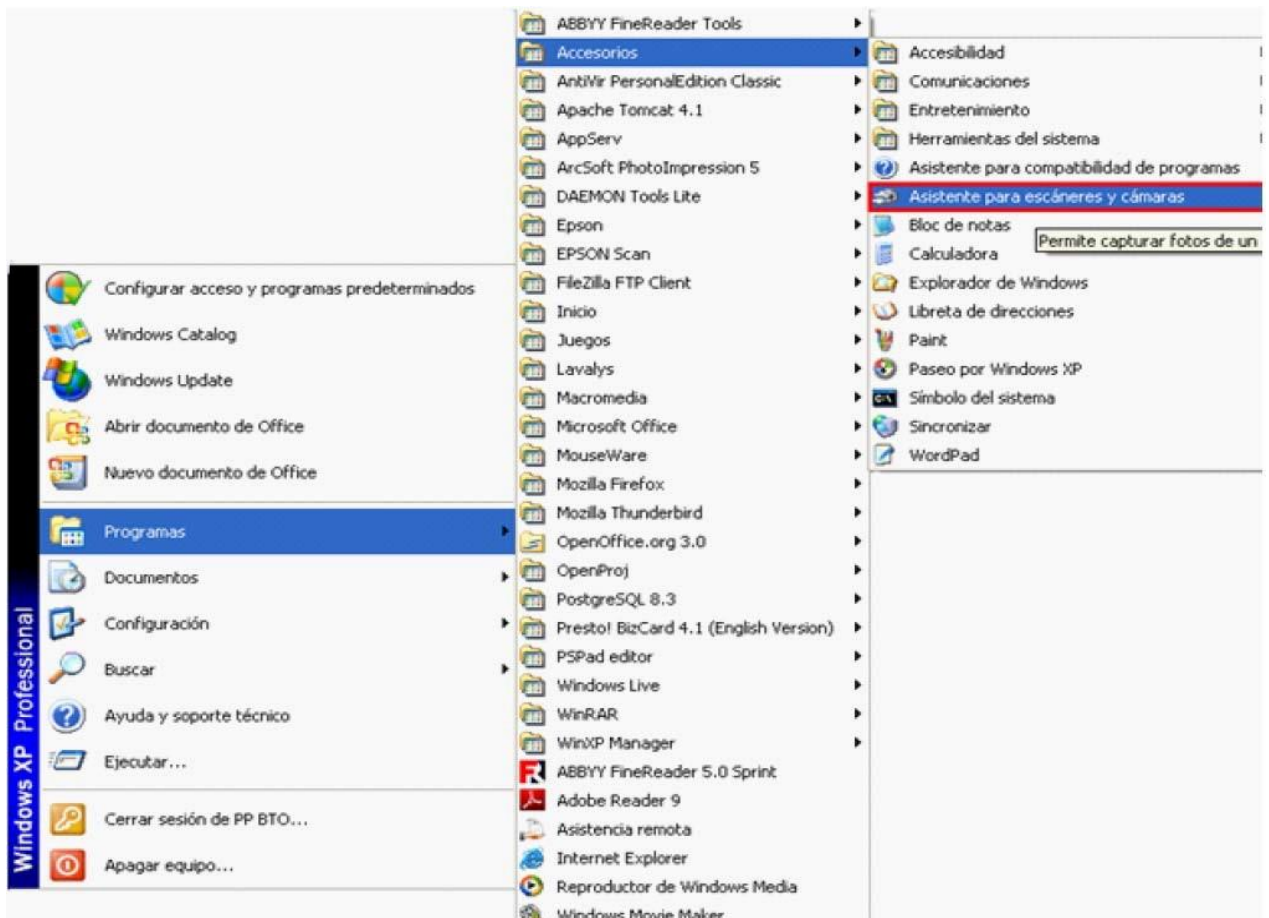 Configurar acceso y programas predeterminados
Windows Catalog
Windows Update
Abrir documento de Office
Nuevo documento de Office
Programas
Documentos
Configuración
Buscar
Ayuda y soporte técnico
Ejecutar...
Cerrar sesión de PP BTO...
Apagar equipo...
Windows XP Professional
ABBYY FineReader Tools
Accesorios
AntiVir PersonalEdition Classic
Apache Tomcat 4.1
AppServ
ArcSoft PhotoImpression 5
DAEMON Tools Lite
Epson
EPSON Scan
FileZilla FTP Client
Inicio
Juegos
Lavalys
Macromedia
Microsoft Office
MouseWare
Mozilla Firefox
Mozilla Thunderbird
OpenOffice.org 3.0
OpenProj
PostgreSQL 8.3
Presto! BizCard 4.1 (English Version)
PSPad editor
Windows Live
WinRAR
WinXP Manager
ABBYY FineReader 5.0 Sprint
Adobe Reader 9
Asistencia remota
Internet Explorer
Reproductor de Windows Media
Windows Movie Maker
Accesibilidad
Comunicaciones
Entretenimiento
Herramientas del sistema
Asistente para compatibilidad de programas
Asistente para escáneres y cámaras
Bloc de notas
Permite capturar fotos de un
Calculadora
Explorador de Windows
Libreta de direcciones
Paint
Paseo por Windows XP
Símbolo del sistema
Sincronizar
WordPad